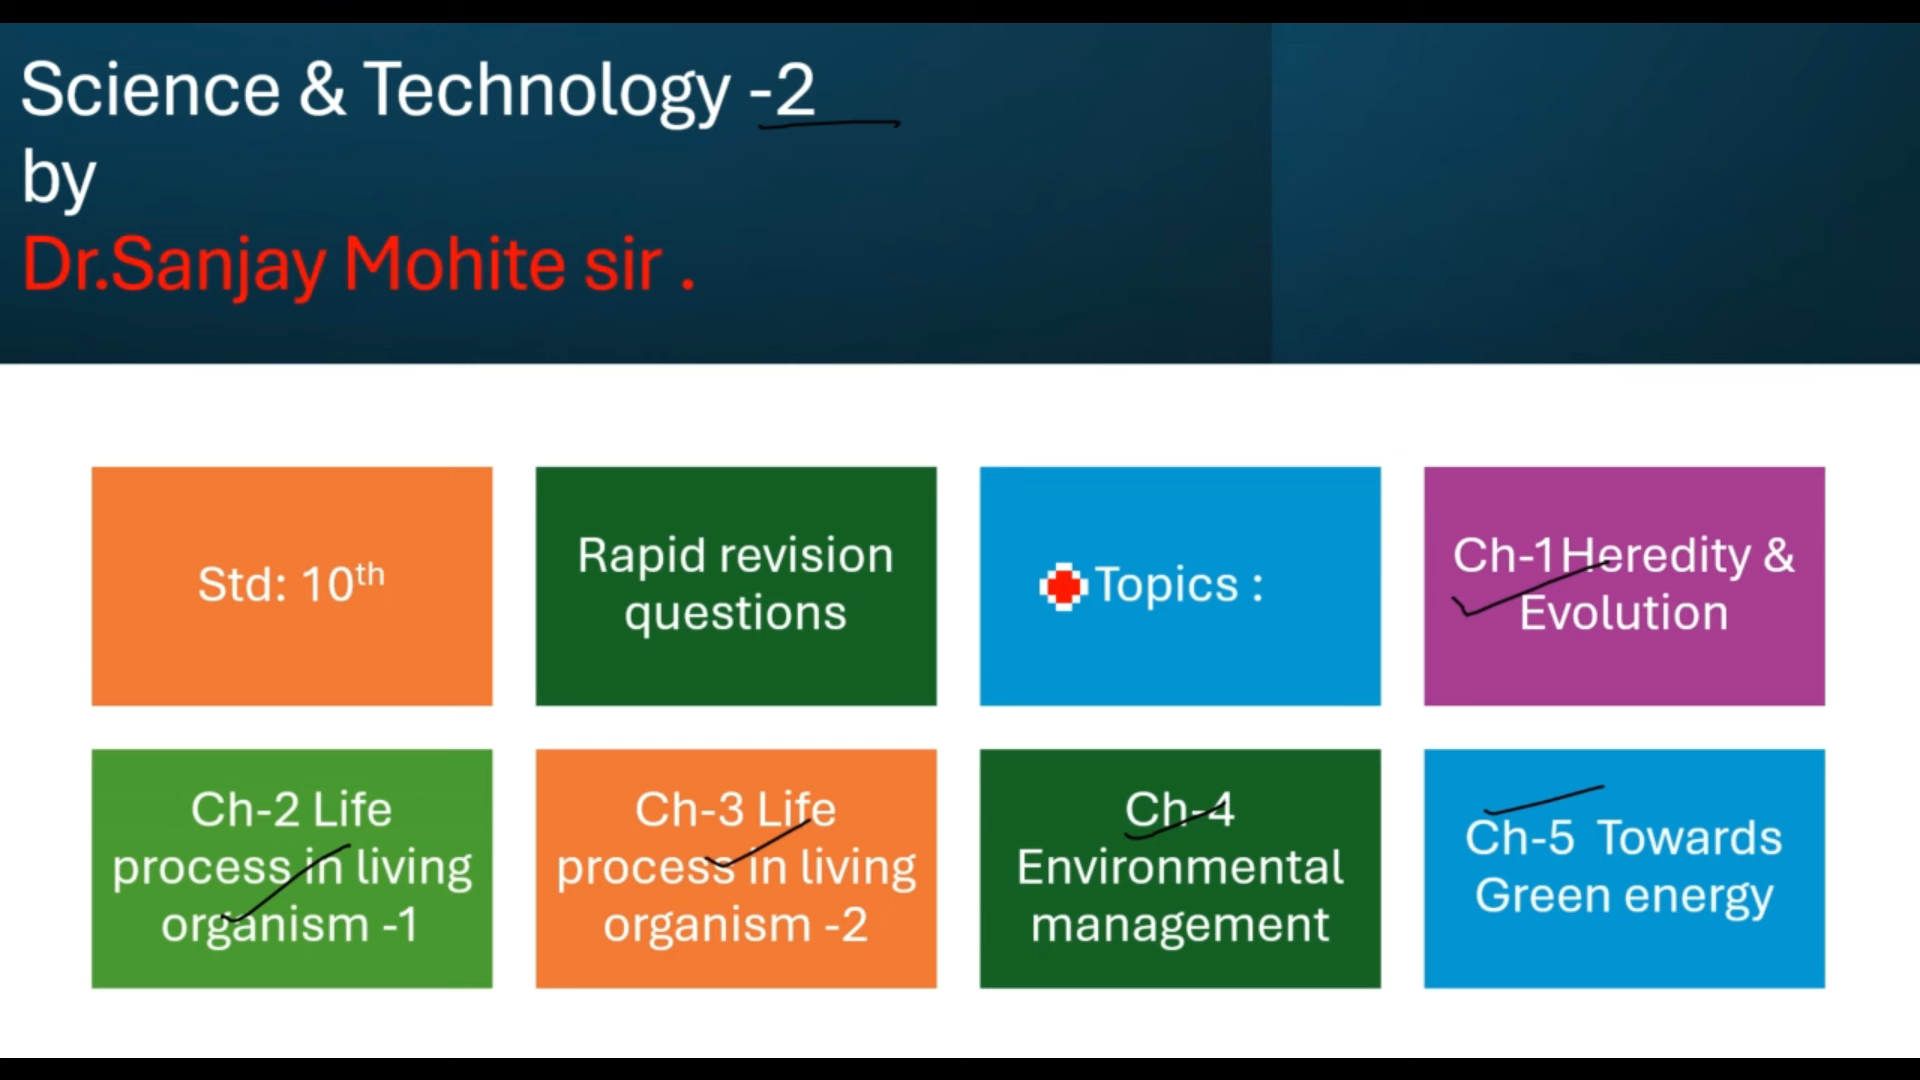 Science & Technology -2
by
Dr.Sanjay Mohite sir .
Std: 10th
Rapid revision
questions
Topics :
Ch-1Heredity &
Evolution
Ch-2 Life
process in living
organism -1
Ch-3 Life
process in living
organism -2
Ch-4
Environmental
management
Ch-5 Towards
Green energy